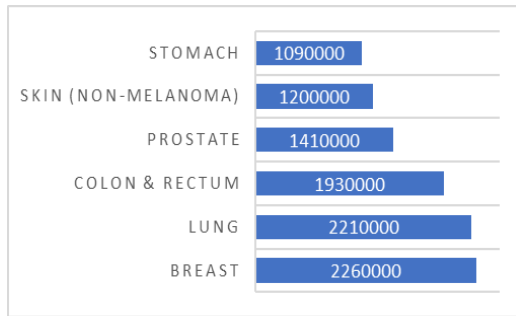 STOMACH 1090000
SKIN (NON-MELANOMA) 1200000
PROSTATE 1410000
COLON & RECTUM 1930000
LUNG 2210000
BREAST 2260000